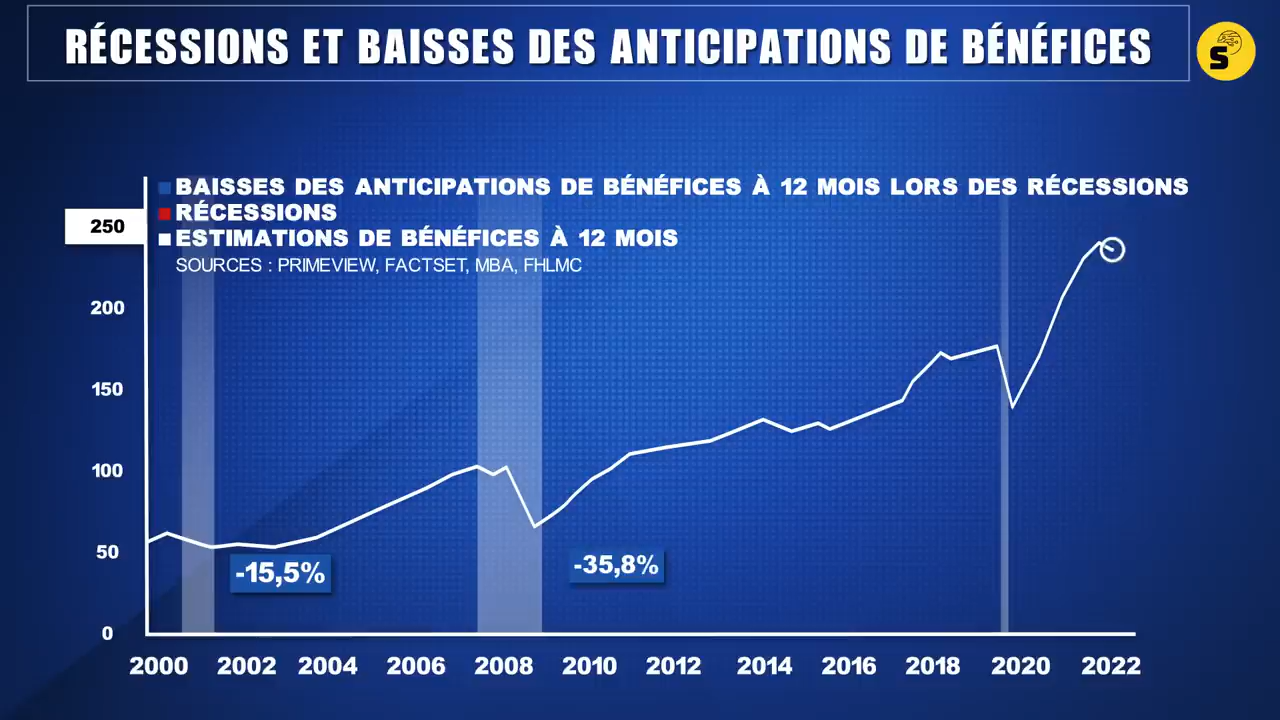 RÉCESSIONS ET BAISSES DES ANTICIPATIONS DE BÉNÉFICES
S
BAISSES DES ANTICIPATIONS DE BÉNÉFICES À 12 MOIS LORS DES RÉCESSIONS
RÉCESSIONS
ESTIMATIONS DE BÉNÉFICES À 12 MOIS
SOURCES : PRIMEVIEW, FACTSET, MBA, FHLMC
250
200
150
100
50
0
-15,5%
-35,8%
2000 2002 2004 2006 2008 2010 2012 2014 2016 2018 2020 2022